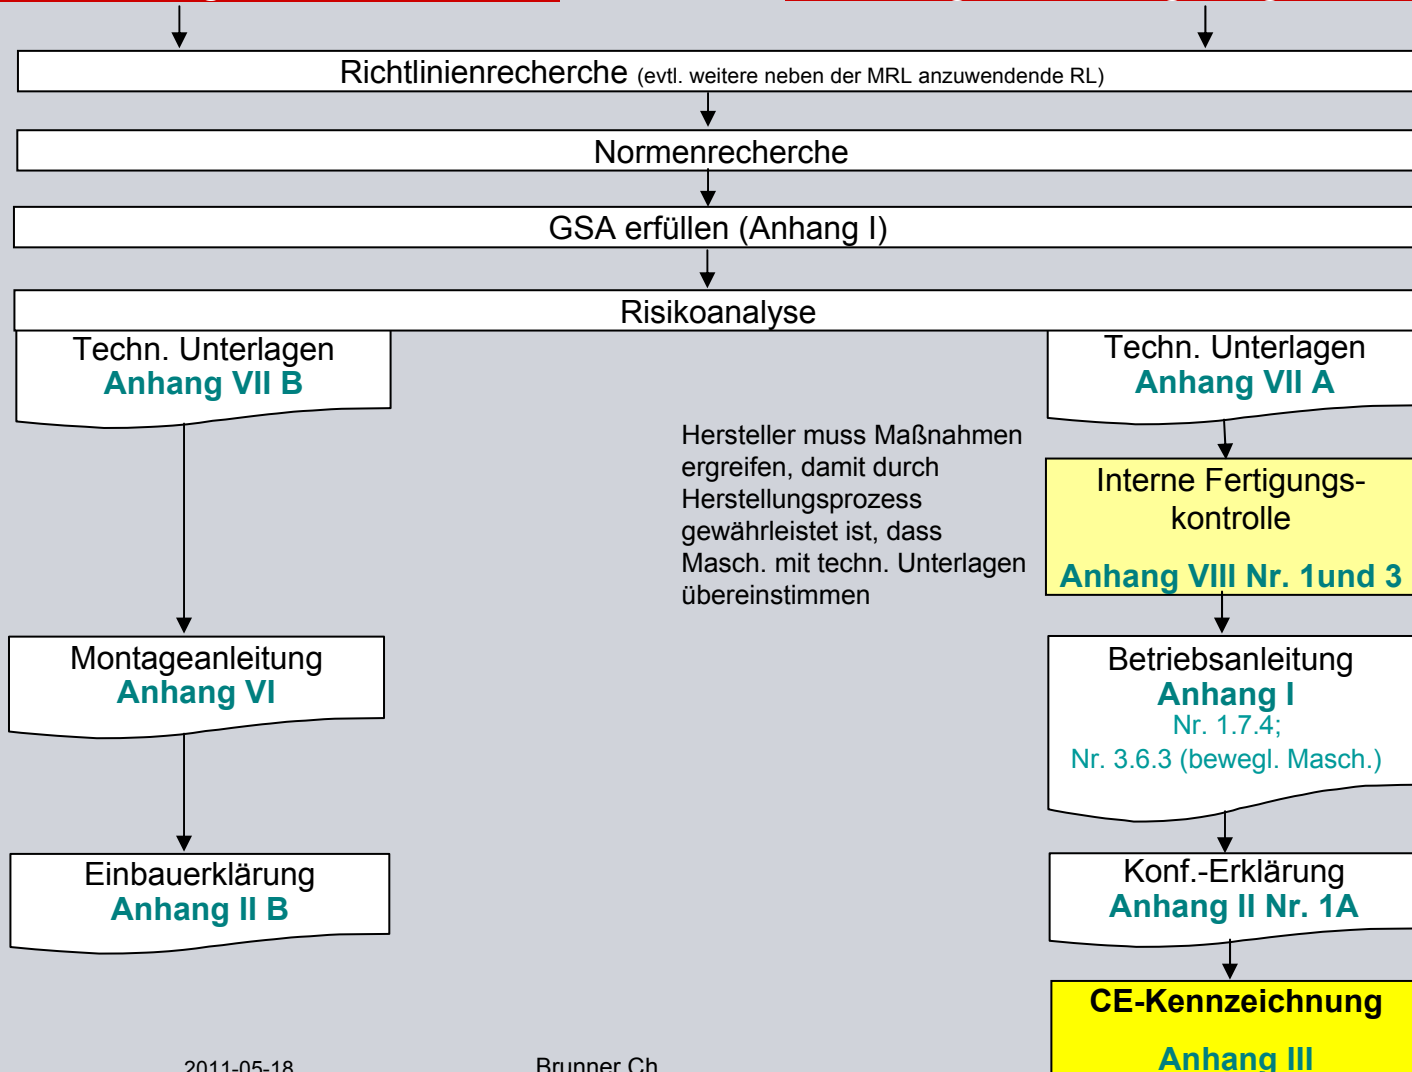 Richtlinienrecherche (evtl. weitere neben der MRL anzuwendende RL)
Normenrecherche
GSA erfüllen (Anhang I)
Risikoanalyse
Techn. Unterlagen
Anhang VII B
Techn. Unterlagen
Anhang VII A
Hersteller muss Maßnahmen
ergreifen, damit durch
Herstellungsprozess
gewährleistet ist, dass
Masch. mit techn. Unterlagen
übereinstimmen
Interne Fertigungs-
kontrolle
Anhang VIII Nr. 1und 3
Montageanleitung
Anhang VI
Betriebsanleitung
Anhang I
Nr. 1.7.4;
Nr. 3.6.3 (bewegl. Masch.)
Einbauerklärung
Anhang II B
Konf.-Erklärung
Anhang II Nr. 1A
CE-Kennzeichnung
Anhang III
2011-05-18
Brunner Ch